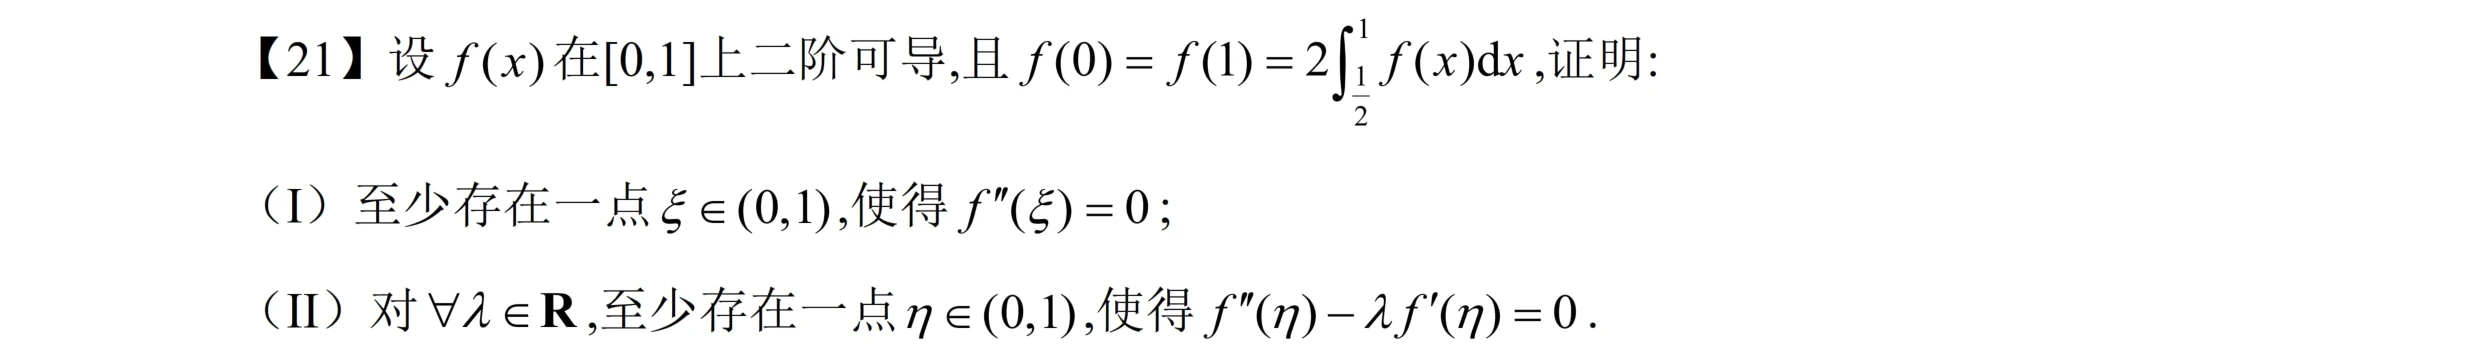 【21】设 f(x) 在[0,1]上二阶可导,且 f(0) = f(1) = 2∫_{1/2}^{1} f(x)dx ,证明:
（I）至少存在一点 ξ ∈ (0,1),使得 f″(ξ) = 0 ;
（II）对 ∀λ ∈ R ,至少存在一点 η ∈ (0,1),使得 f″(η) − λf′(η) = 0 .